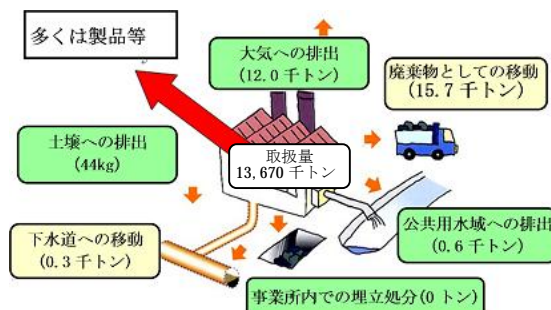 多くは製品等
大気への排出
(12.0 千トン)
廃棄物としての移動
(15.7 千トン)
土壌への排出
(44kg)
取扱量
13,670 千トン
公共用水域への排出
(0.6 千トン)
下水道への移動
(0.3 千トン)
事業所内での埋立処分(0 トン)